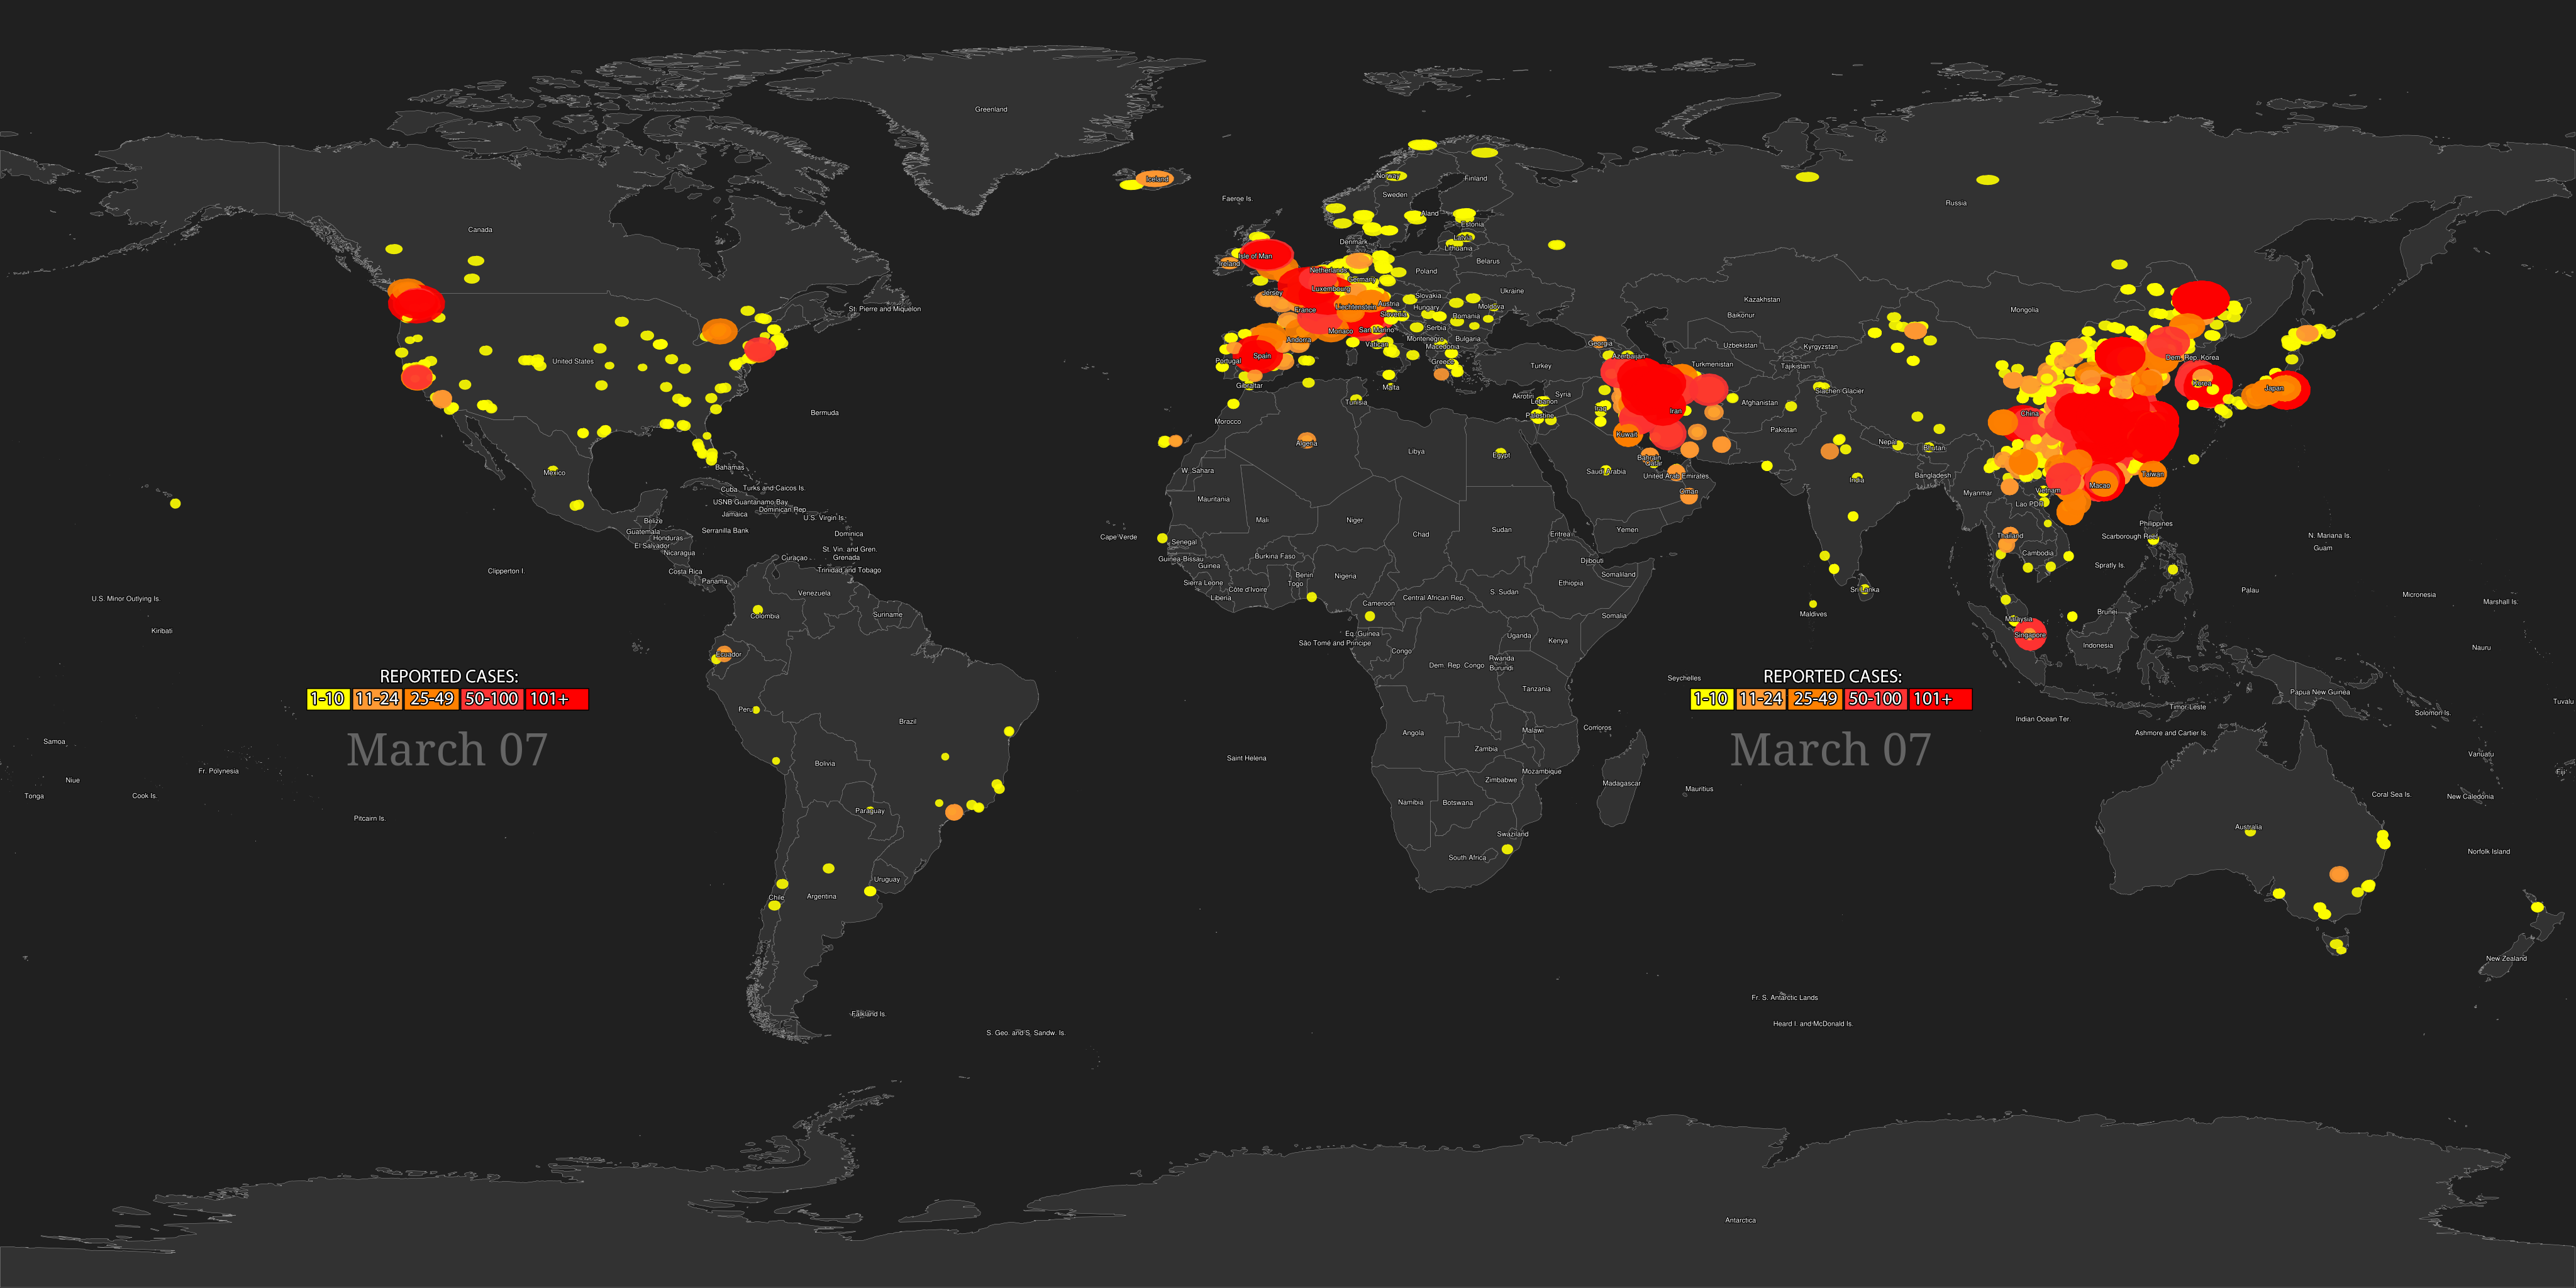 Greenland
Iceland
Norway
Finland
Sweden
Russia
Faeroe Is.
Aland
Estonia
Canada
Latvia
Denmark
Lithuania
Isle of Man
Ireland
Belarus
Netherlands
Poland
Germany
Luxembourg
Jersey
Ukraine
Slovakia
Kazakhstan
St. Pierre and Miquelon
France
Liechtenstein
Austria
Hungary
Moldova
Mongolia
Slovenia
Romania
Baikonur
Monaco
San Marino
Serbia
Andorra
Vatican
Montenegro
Bulgaria
Georgia
Uzbekistan
Kyrgyzstan
Macedonia
United States
Portugal
Spain
Greece
Azerbaijan
Turkmenistan
Tajikistan
Dem. Rep. Korea
Turkey
Gibraltar
Malta
Korea
Japan
Siachen Glacier
Akrotiri
Syria
Lebanon
Tunisia
Afghanistan
Iraq
Iran
China
Bermuda
Palestine
Morocco
Pakistan
Kuwait
Algeria
Nepal
Bhutan
Libya
Egypt
Bahrain
Qatar
Mexico
Bahamas
W. Sahara
Saudi Arabia
United Arab Emirates
India
Bangladesh
Taiwan
Cuba
Turks and Caicos Is.
Oman
Myanmar
Vietnam
Macao
USNB Guantanamo Bay
Dominican Rep.
Mauritania
Lao PDR
Jamaica
U.S. Virgin Is.
Belize
Mali
Niger
Guatemala
Serranilla Bank
Honduras
Sudan
Yemen
Philippines
El Salvador
Dominica
Cape Verde
Senegal
Chad
Eritrea
Thailand
Scarborough Reef
N. Mariana Is.
Nicaragua
St. Vin. and Gren.
Guinea-Bissau
Burkina Faso
Guam
Curaçao
Grenada
Guinea
Djibouti
Cambodia
Clipperton I.
Costa Rica
Trinidad and Tobago
Benin
Nigeria
Somaliland
Spratly Is.
Panama
Sierra Leone
Togo
Ethiopia
Venezuela
Côte d'Ivoire
Liberia
Central African Rep.
S. Sudan
Sri Lanka
Palau
U.S. Minor Outlying Is.
Cameroon
Micronesia
Marshall Is.
Colombia
Suriname
Maldives
Somalia
Brunei
Malaysia
Kiribati
Eq. Guinea
Uganda
Singapore
São Tomé and Principe
Kenya
Indonesia
Nauru
Ecuador
Congo
Rwanda
Dem. Rep. Congo
Burundi
REPORTED CASES:
1-10 11-24 25-49 50-100 101+
March 07
Seychelles
REPORTED CASES:
1-10 11-24 25-49 50-100 101+
March 07
Tanzania
Papua New Guinea
Tuvalu
Peru
Timor-Leste
Solomon Is.
Brazil
Indian Ocean Ter.
Comoros
Angola
Malawi
Ashmore and Cartier Is.
Samoa
Zambia
Vanuatu
Saint Helena
Bolivia
Fr. Polynesia
Mozambique
Fiji
Niue
Zimbabwe
Madagascar
Mauritius
Tonga
Cook Is.
Coral Sea Is.
New Caledonia
Namibia
Botswana
Paraguay
Pitcairn Is.
Australia
Swaziland
Norfolk Island
South Africa
Uruguay
Argentina
Chile
New Zealand
Fr. S. Antarctic Lands
Falkland Is.
Heard I. and McDonald Is.
S. Geo. and S. Sandw. Is.
Antarctica